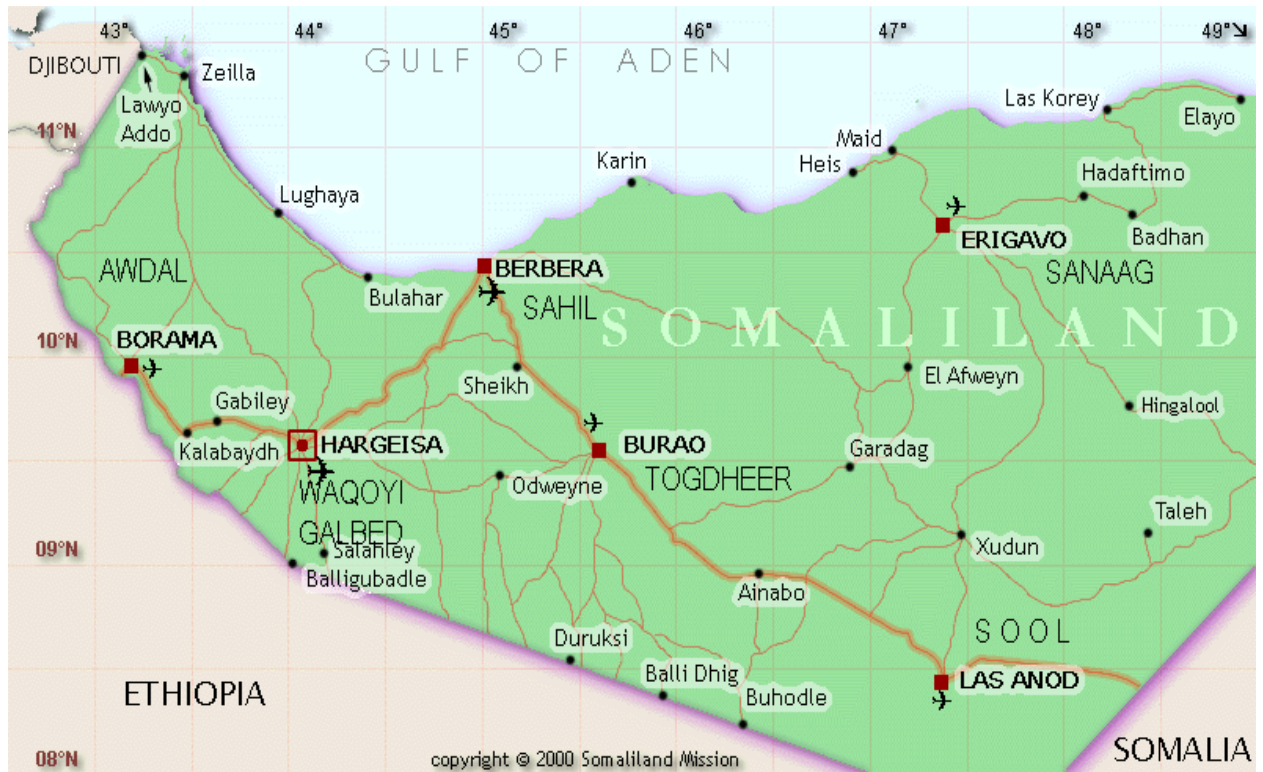 43° 44° 45° 47° 48° 49°
GULF OF ADEN
DJIBOUTI
Zeilla
Lawyo
Addo
Las Korey
Elayo
11°N
Maid
Heis
Karin
Hadaftimo
Lughaya
Badhan
ERIGAVO
AWDAL
BERBERA
SANAAG
Bulahar
SAHIL
SOMALILAND
10°N
BORAMA
Sheikh
El Afweyn
Gabiley
Hingalool
Kalabaydh
HARGEISA
BURAO
Garadag
WAQOYI
GALBED
Odweyne
TOGDHEER
Taleh
09°N
Salahley
Balligubadle
Xudun
Ainabo
Duruksi
SOOL
Balli Dhig
LAS ANOD
ETHIOPIA
Buhodle
08°N
copyright © 2000 Somaliland Mission
SOMALIA